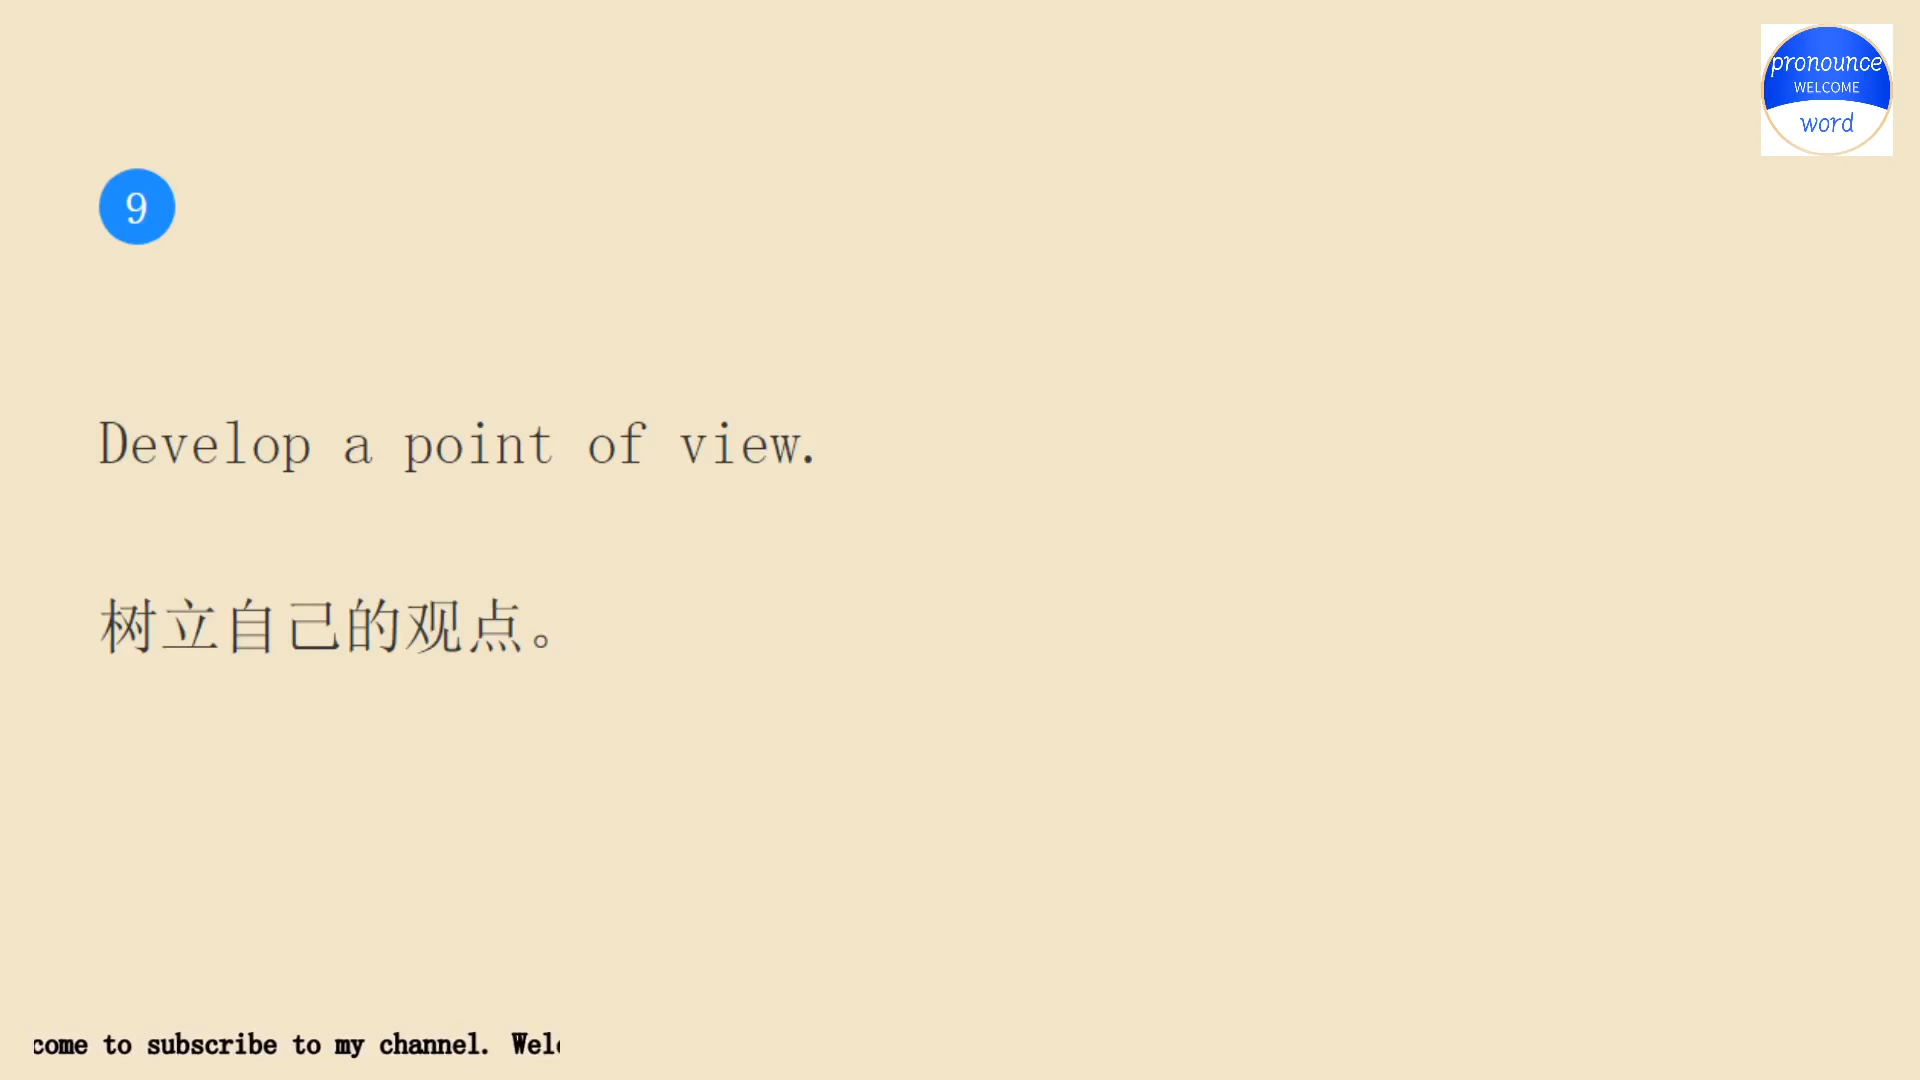 pronounce
WELCOME
word
9
Develop a point of view.
树立自己的观点。
come to subscribe to my channel. Wel